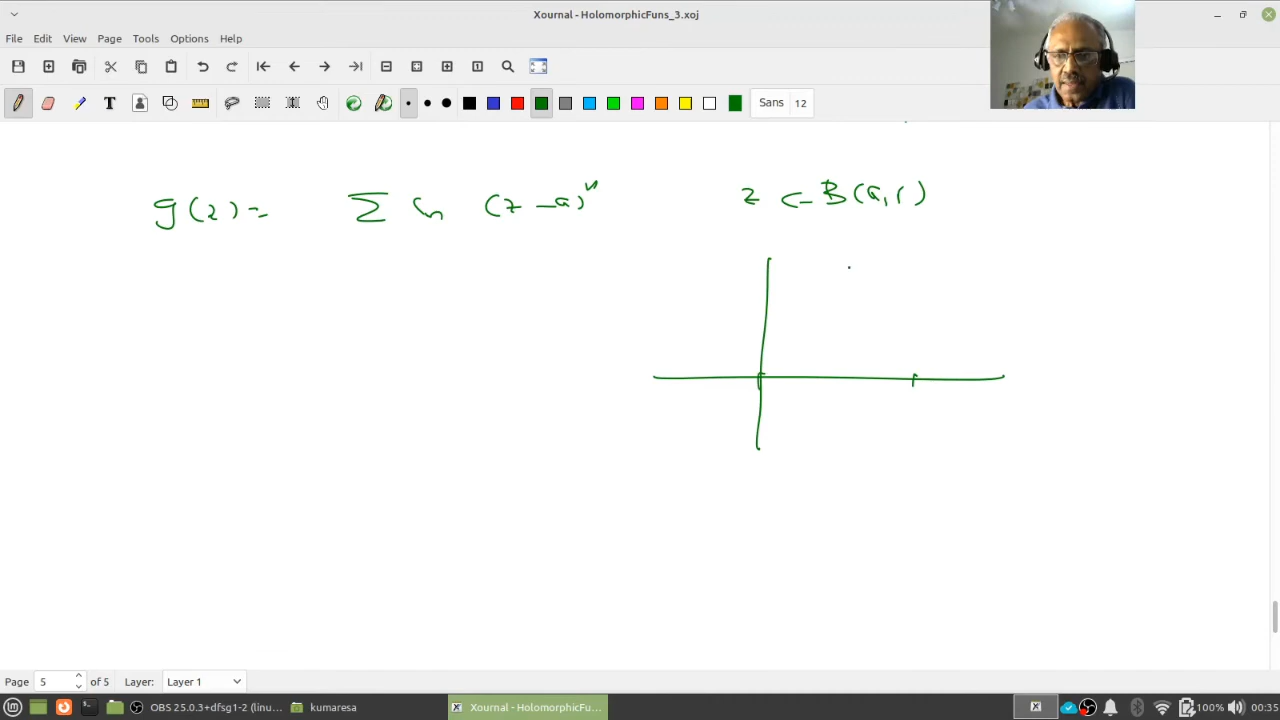 Xournal - HolomorphicFuns_3.xoj
File Edit View Page Tools Options Help
Sans 12
g(z) = Σ cn (z-a)^n z ∈ B(a,r)
Page 5 of 5 Layer: Layer 1
OBS 25.0.3+dfsg1-2 (linu... kumaresa Xournal - HolomorphicFu... 100% 00:35